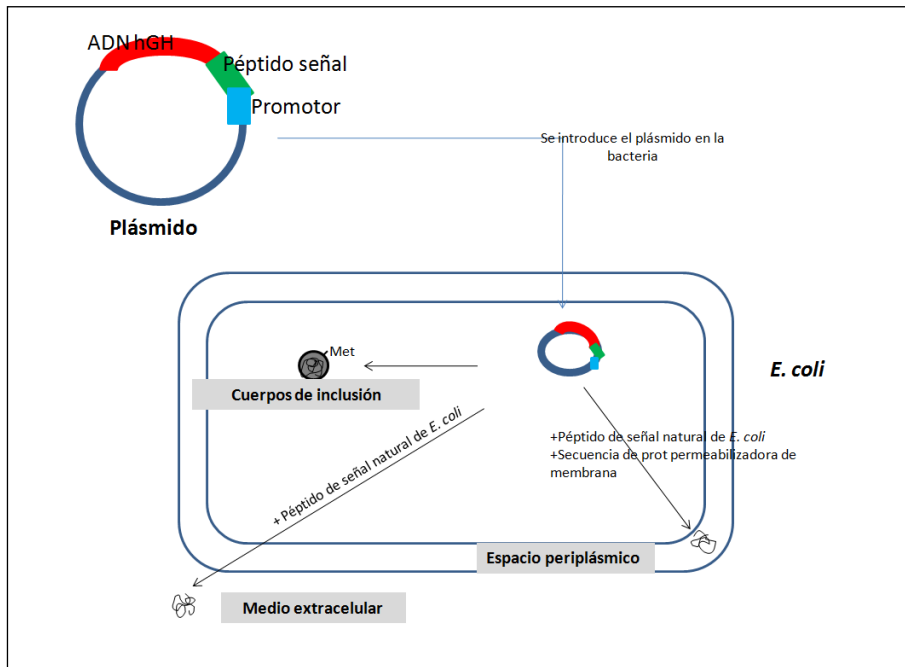 ADN hGH
Péptido señal
Promotor
Plásmido
Se introduce el plásmido en la
bacteria
Met
Cuerpos de inclusión
E. coli
+Péptido de señal natural de E. coli
+Secuencia de prot permeabilizadora de
membrana
+ Péptido de señal natural de E. coli
Espacio periplásmico
Medio extracelular